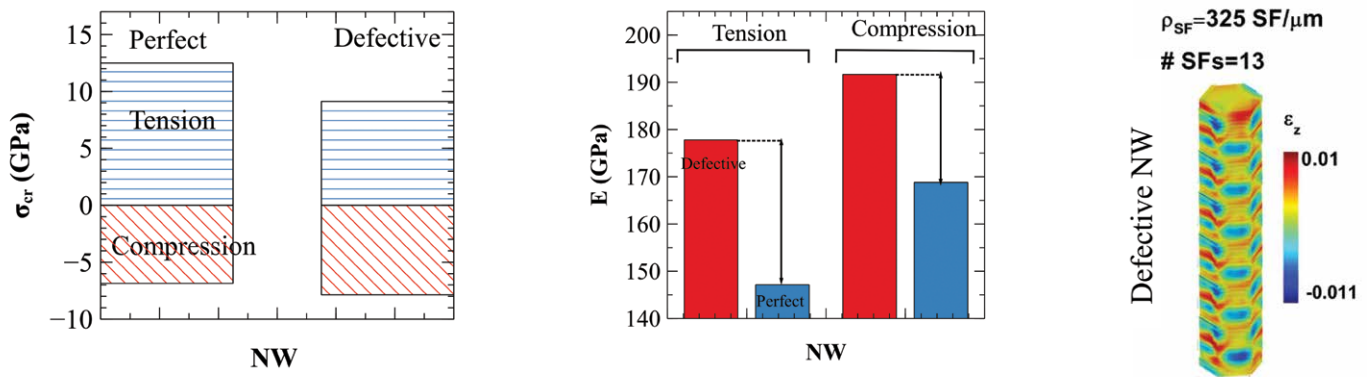 15
10
5
0
−5
−10
σcr (GPa)
Perfect
Defective
Tension
Compression
NW
200
190
180
170
160
150
140
E (GPa)
Tension
Compression
Defective
Perfect
NW
ρSF=325 SF/μm
# SFs=13
Defective NW
εz
0.01
-0.011